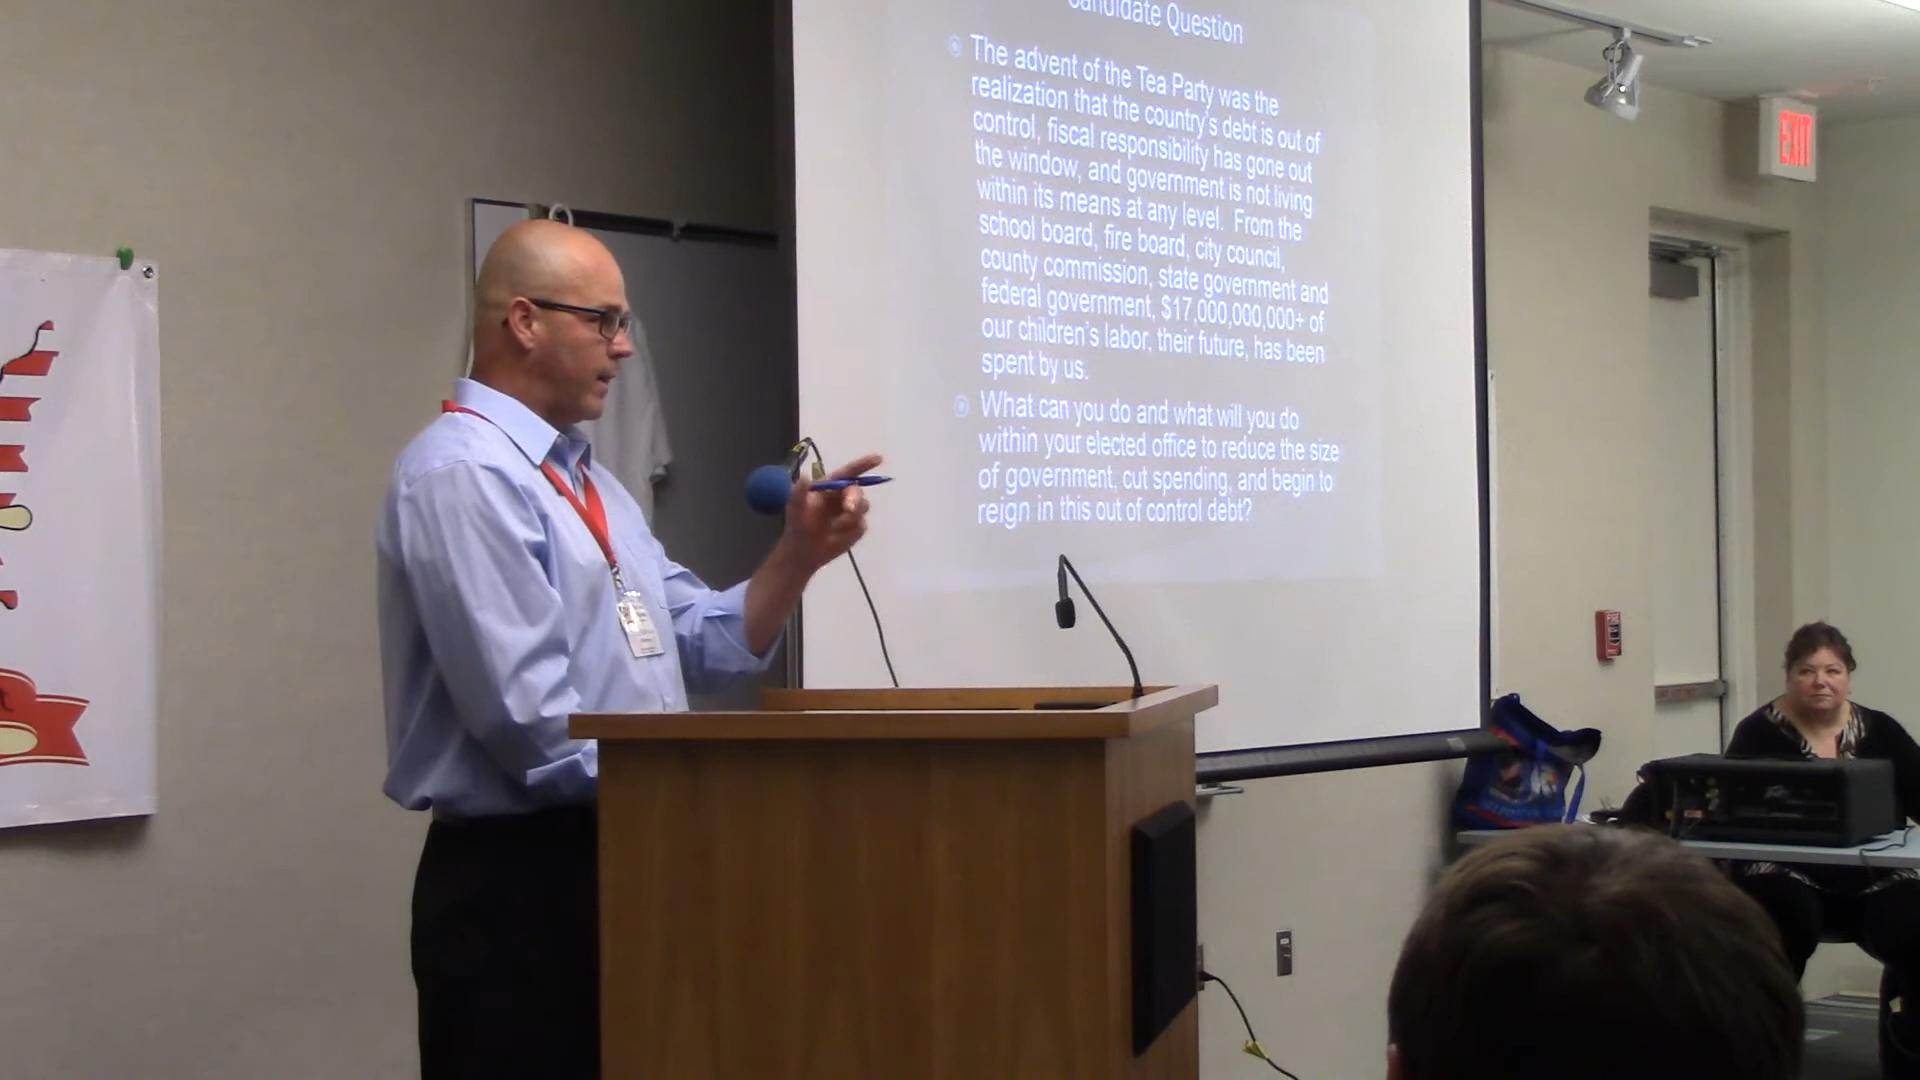 Candidate Question
The advent of the Tea Party was the
realization that the country's debt is out of
control, fiscal responsibility has gone out
the window, and government is not living
within its means at any level. From the
school board, fire board, city council,
county commission, state government and
federal government, $17,000,000,000+ of
our children's labor, their future, has been
spent by us.
What can you do and what will you do
within your elected office to reduce the size
of government, cut spending, and begin to
reign in this out of control debt?
EXIT